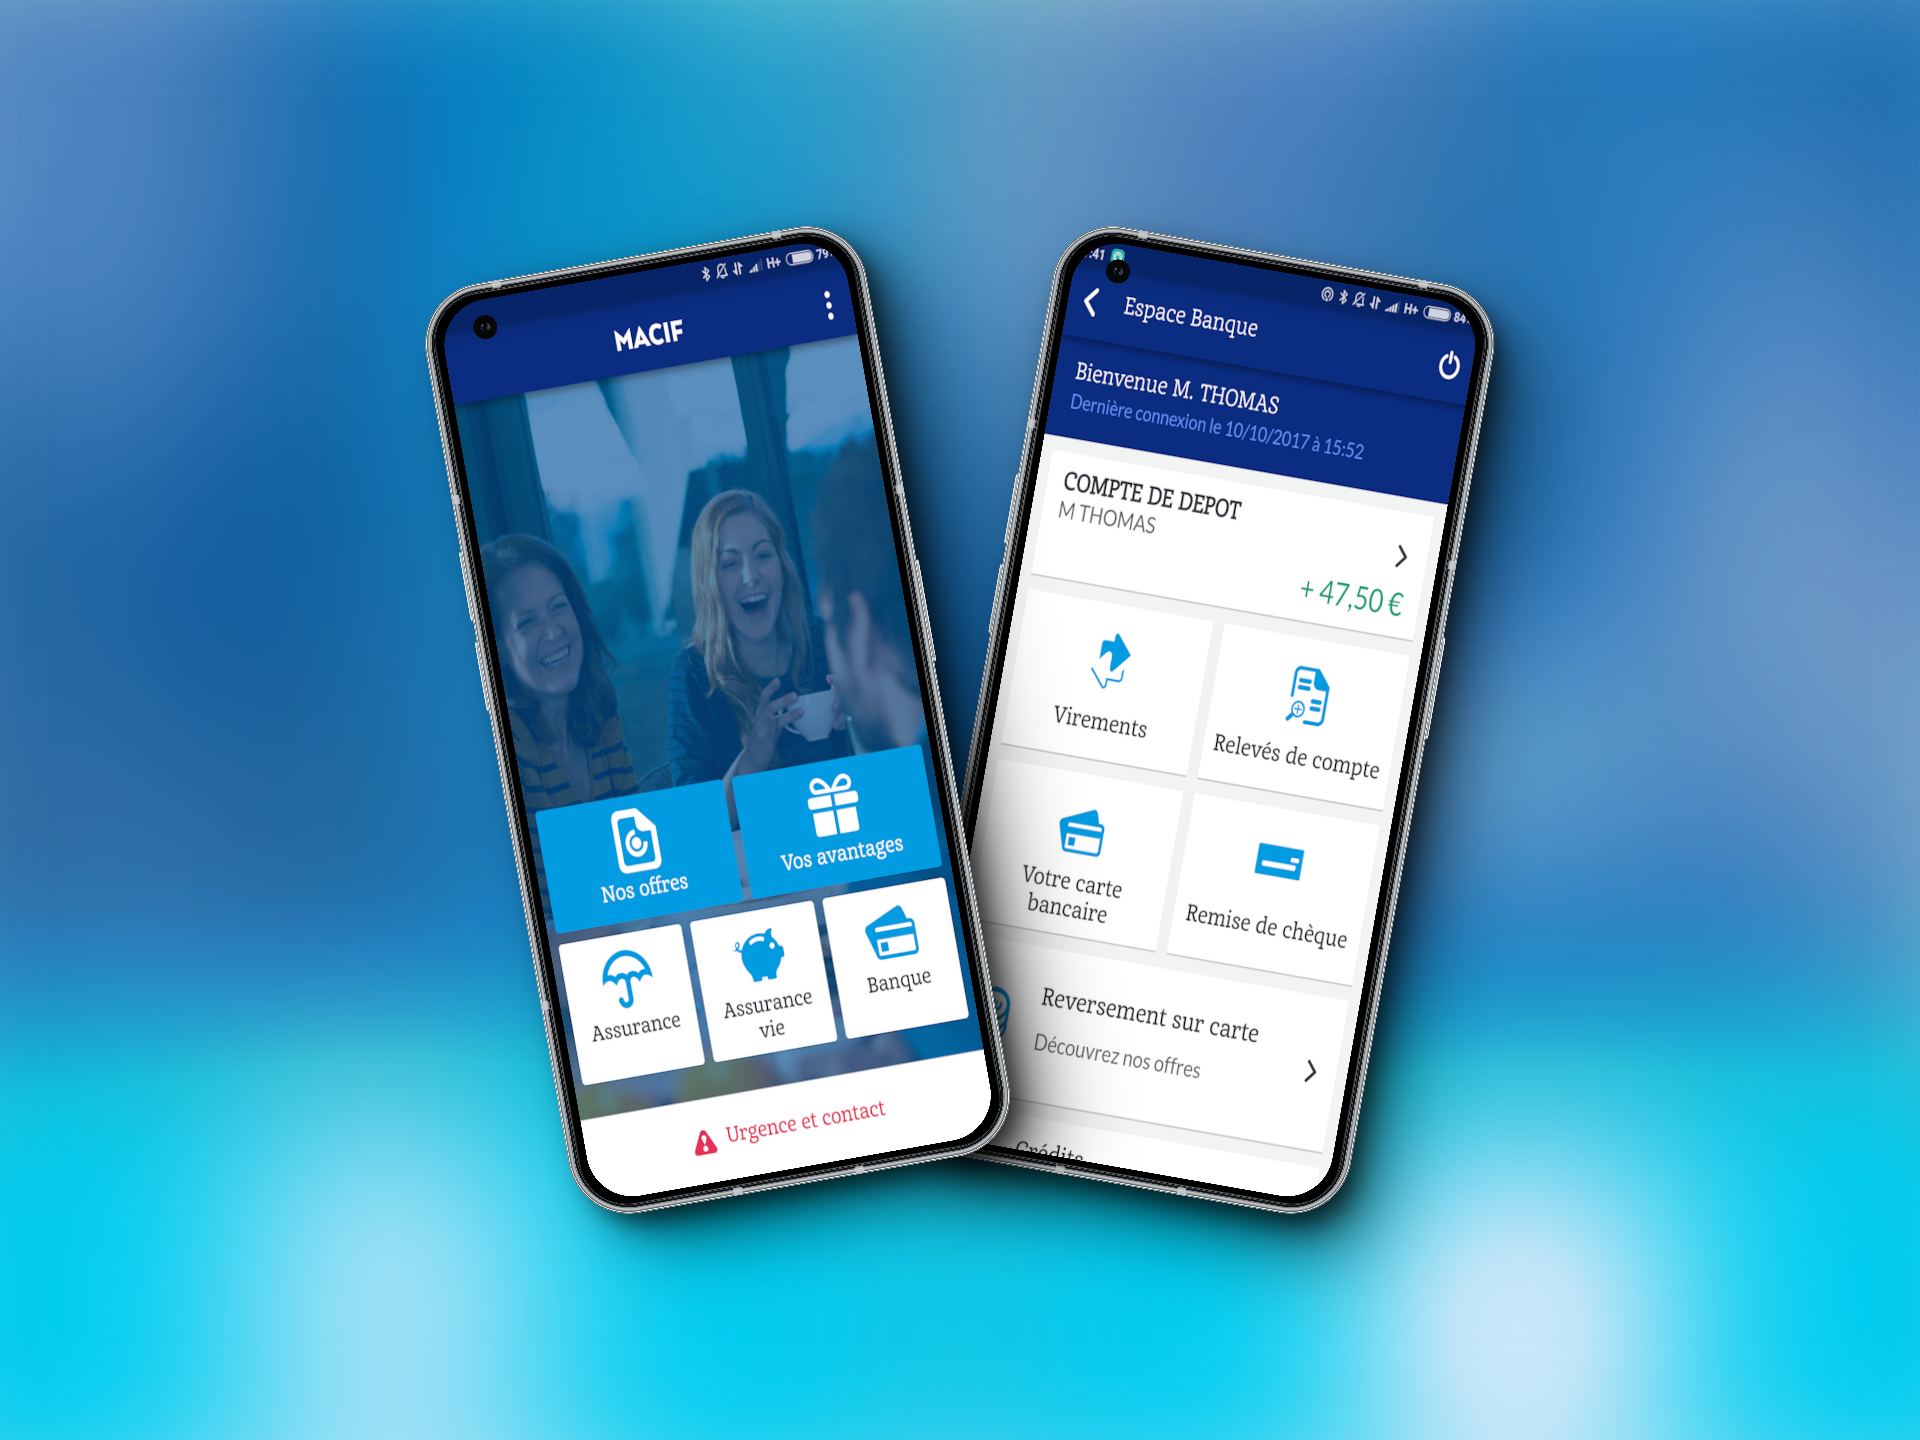 H+ 79
MACIF
Nos offres
Vos avantages
Assurance
Assurance
vie
Banque
Urgence et contact
:41
H+ 84
Espace Banque
Bienvenue M. THOMAS
Dernière connexion le 10/10/2017 à 15:52
COMPTE DE DEPOT
M THOMAS
+ 47,50 €
Virements
Relevés de compte
Votre carte
bancaire
Remise de chèque
Reversement sur carte
Découvrez nos offres
Crédits